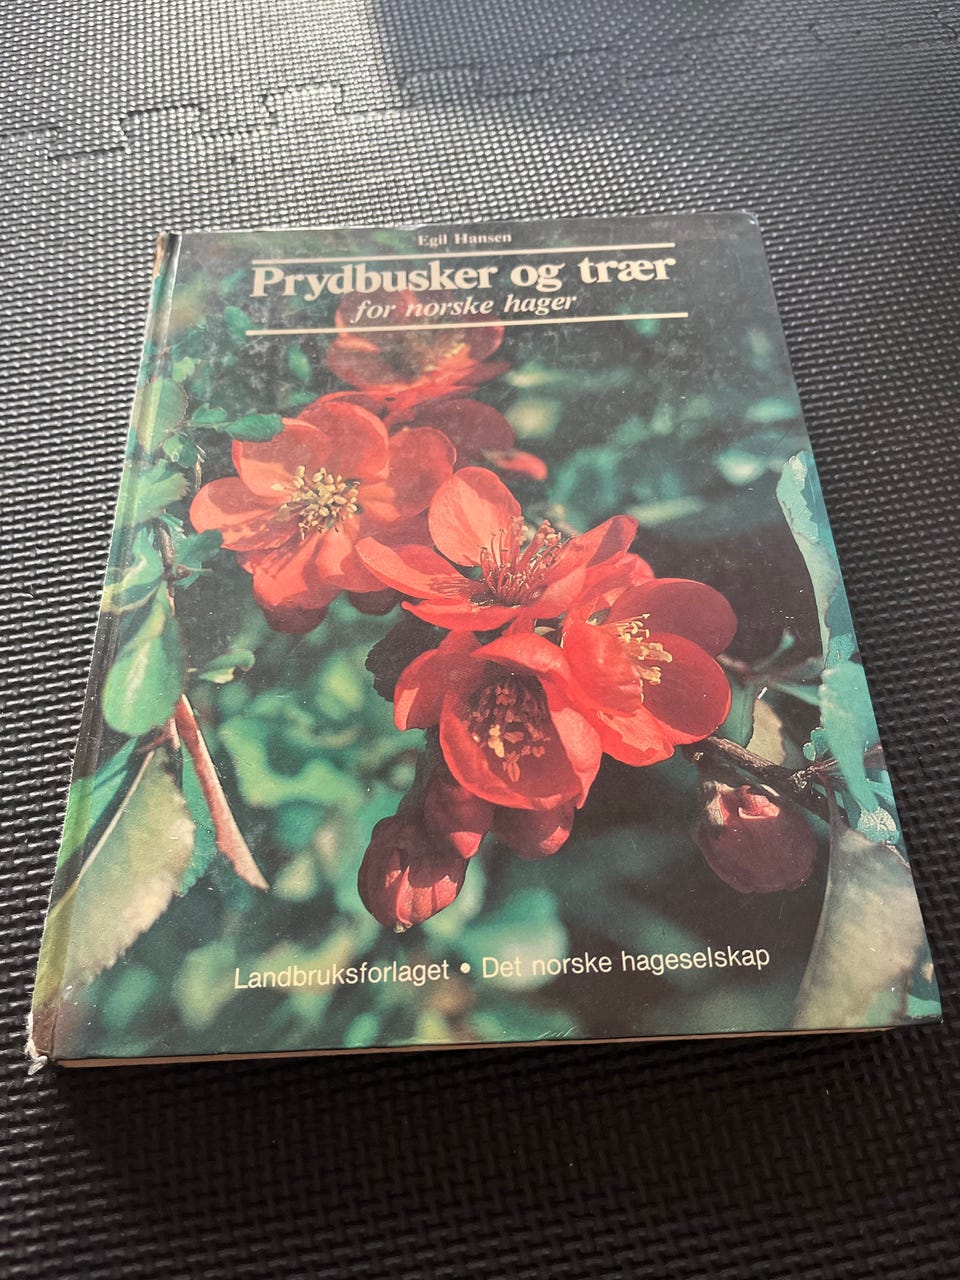 Egil Hansen
Prydbusker og trær
for norske hager
Landbruksforlaget • Det norske hageselskap